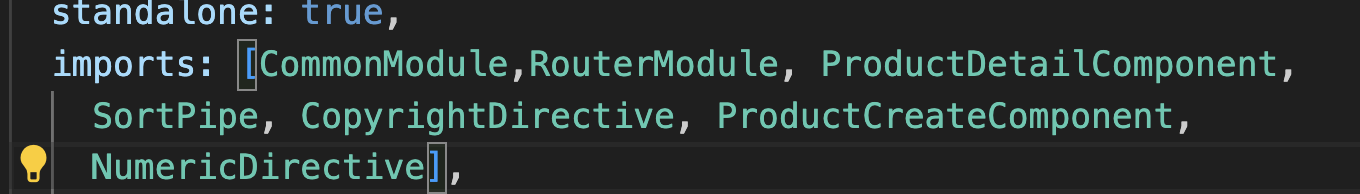 standalone: true,
imports: [CommonModule,RouterModule, ProductDetailComponent,
SortPipe, CopyrightDirective, ProductCreateComponent,
NumericDirective],